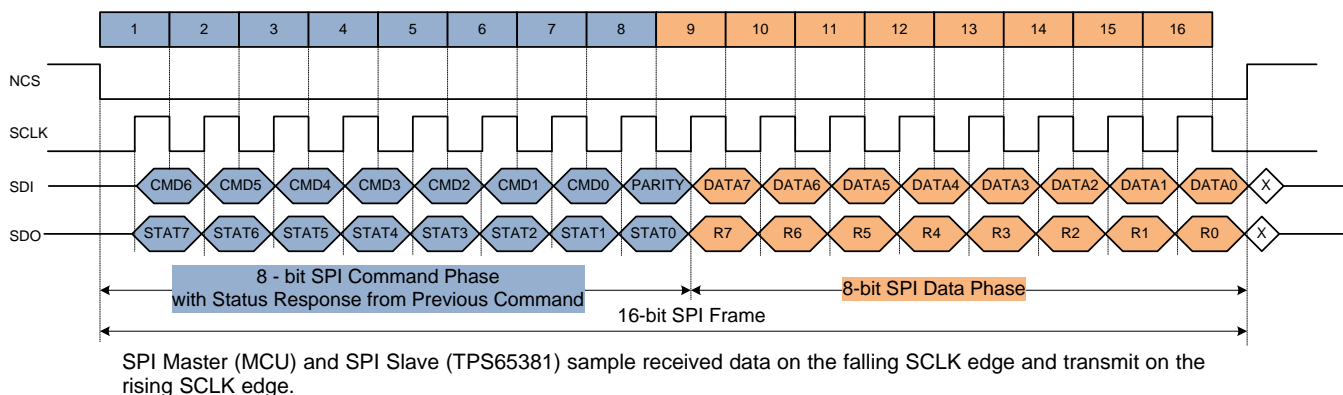 1 2 3 4 5 6 7 8 9 10 11 12 13 14 15 16
NCS
SCLK
SDI CMD6 CMD5 CMD4 CMD3 CMD2 CMD1 CMD0 PARITY DATA7 DATA6 DATA5 DATA4 DATA3 DATA2 DATA1 DATA0 X
SDO STAT7 STAT6 STAT5 STAT4 STAT3 STAT2 STAT1 STAT0 R7 R6 R5 R4 R3 R2 R1 R0 X
8 - bit SPI Command Phase
with Status Response from Previous Command
8-bit SPI Data Phase
16-bit SPI Frame
SPI Master (MCU) and SPI Slave (TPS65381) sample received data on the falling SCLK edge and transmit on the
rising SCLK edge.